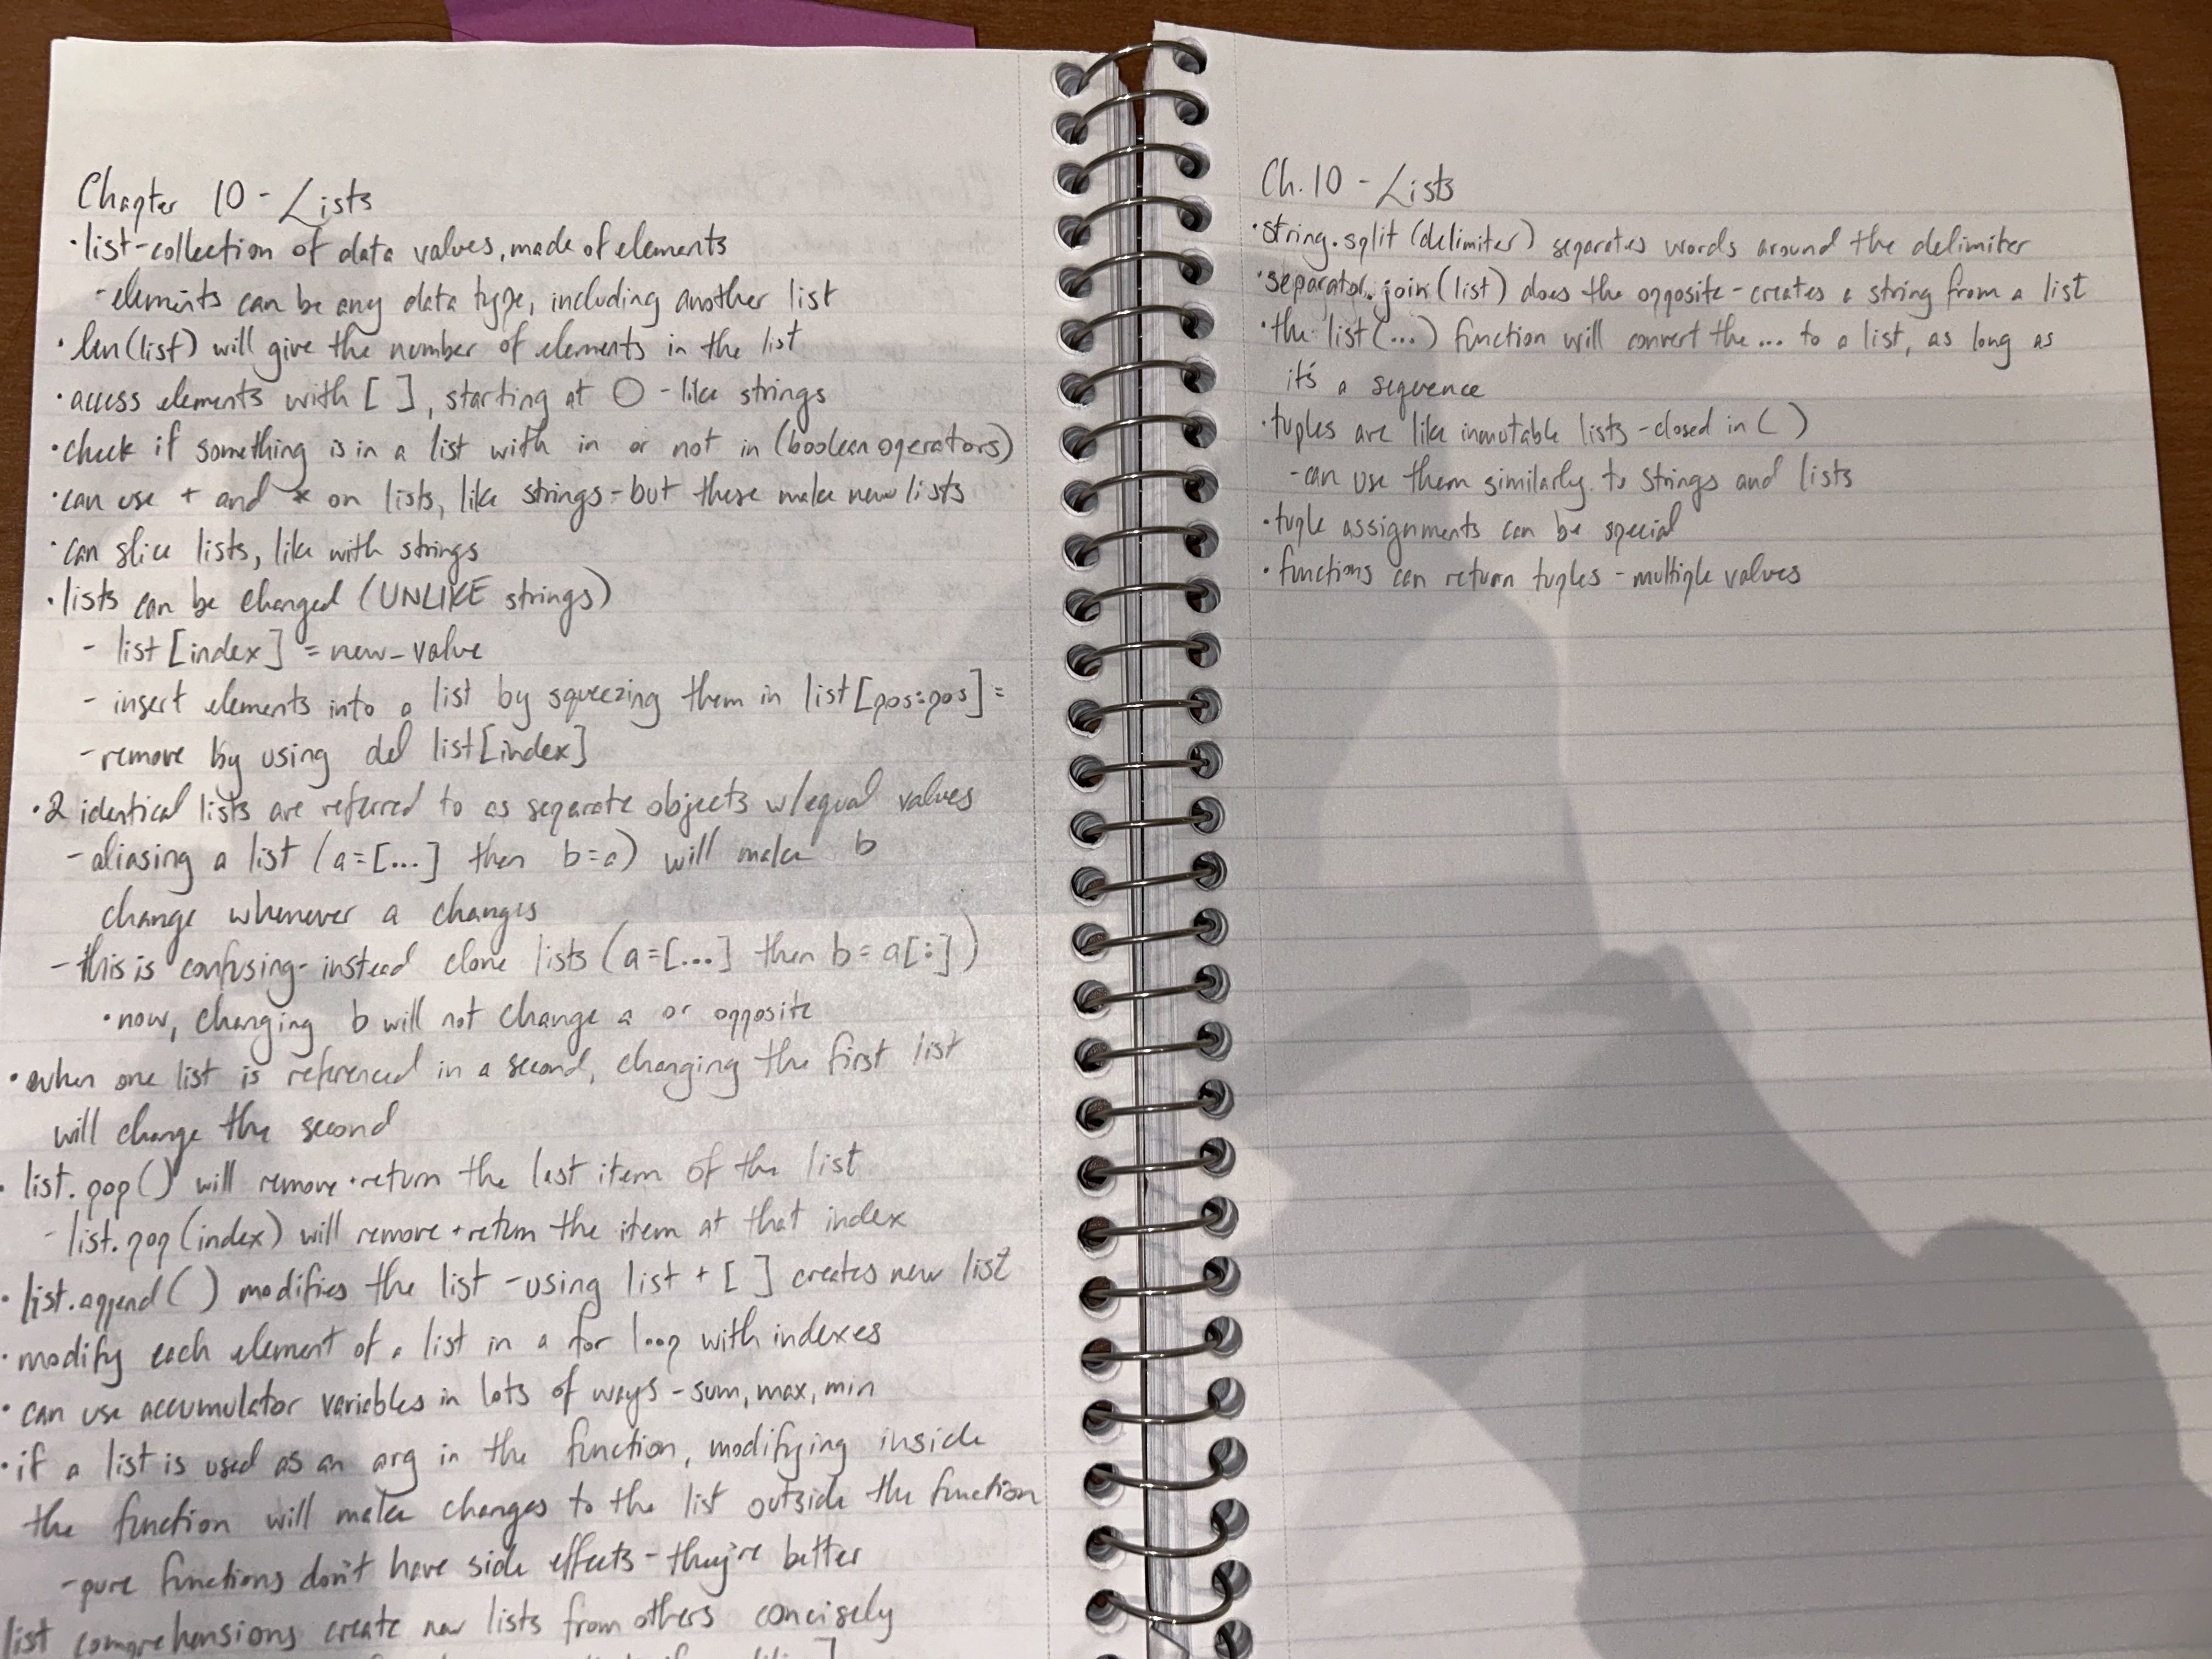 Chapter 10 - Lists
· list - collection of data values, made of elements
- elements can be any data type, including another list
· len(list) will give the number of elements in the list
· access elements with [ ], starting at 0 - like strings
· check if something is in a list with in or not in (boolean operators)
· can use + and * on lists, like strings - but these make new lists
· can slice lists, like with strings
· lists can be changed (UNLIKE strings)
- list[index] = new_value
- insert elements into a list by squeezing them in list[pos:pos] =
- remove by using del list[index]
· 2 identical lists are referred to as separate objects w/equal values
- aliasing a list (a=[...] then b=a) will make b
change whenever a changes
- this is confusing - instead clone lists (a=[...] then b=a[:])
· now, changing b will not change a or opposite
· when one list is referenced in a second, changing the first list
will change the second
· list.pop() will remove + return the last item of the list
- list.pop(index) will remove + return the item at that index
· list.append( ) modifies the list - using list + [ ] creates new list
· modify each element of a list in a for loop with indexes
· can use accumulator variables in lots of ways - sum, max, min
· if a list is used as an arg in the function, modifying inside
the function will make changes to the list outside the function
- pure functions don't have side effects - they're better
list comprehensions create new lists from others concisely
Ch. 10 - Lists
· string.split(delimiter) separates words around the delimiter
· separator.join(list) does the opposite - creates a string from a list
· the list(...) function will convert the ... to a list, as long as
it's a sequence
· tuples are like immutable lists - closed in ( )
- can use them similarly to strings and lists
· tuple assignments can be special
· functions can return tuples - multiple values